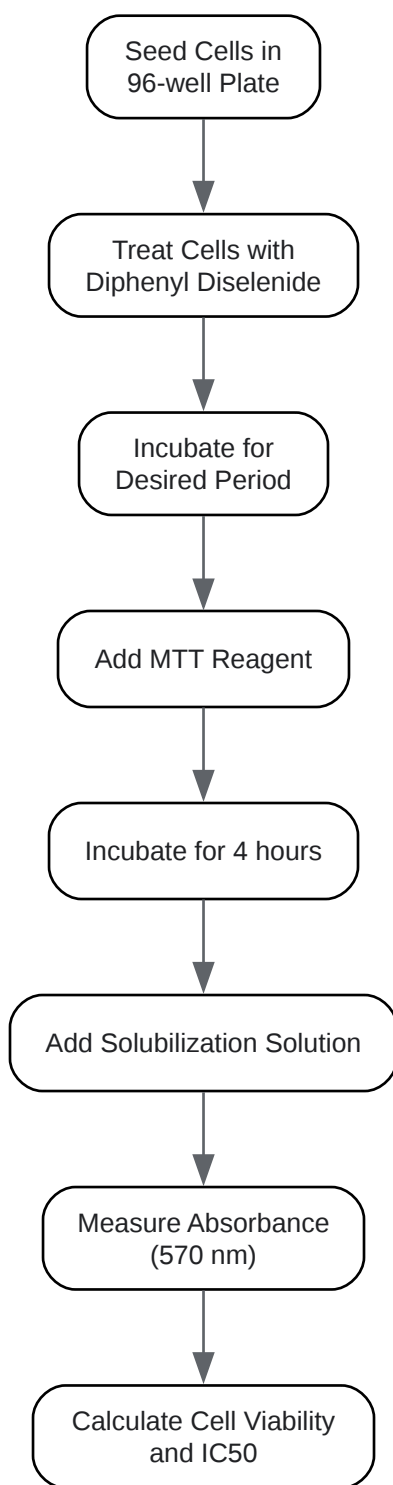 Seed Cells in
96-well Plate
Treat Cells with
Diphenyl Diselenide
Incubate for
Desired Period
Add MTT Reagent
Incubate for 4 hours
Add Solubilization Solution
Measure Absorbance
(570 nm)
Calculate Cell Viability
and IC50